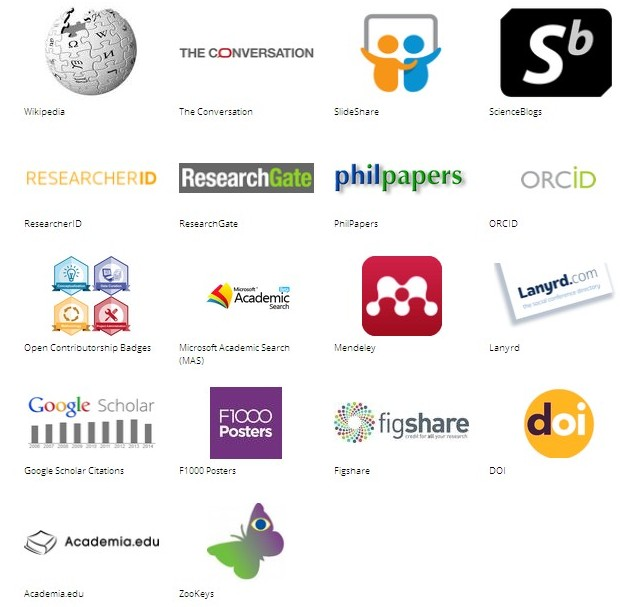 THE CONVERSATION
Sb
Wikipedia
The Conversation
SlideShare
ScienceBlogs
RESEARCHERID
ResearchGate
philpapers
ORCiD
ResearcherID
ResearchGate
PhilPapers
ORCID
Microsoft
Academic
Search
Lanyrd.com
the social conference directory
Open Contributorship Badges
Microsoft Academic Search
(MAS)
Mendeley
Lanyrd
Google Scholar
2006 2007 2008 2009 2010 2011 2012 2013 2014
F1000
Posters
figshare
credit for all your research
doi
Google Scholar Citations
F1000 Posters
Figshare
DOI
Academia.edu
Academia.edu
ZooKeys